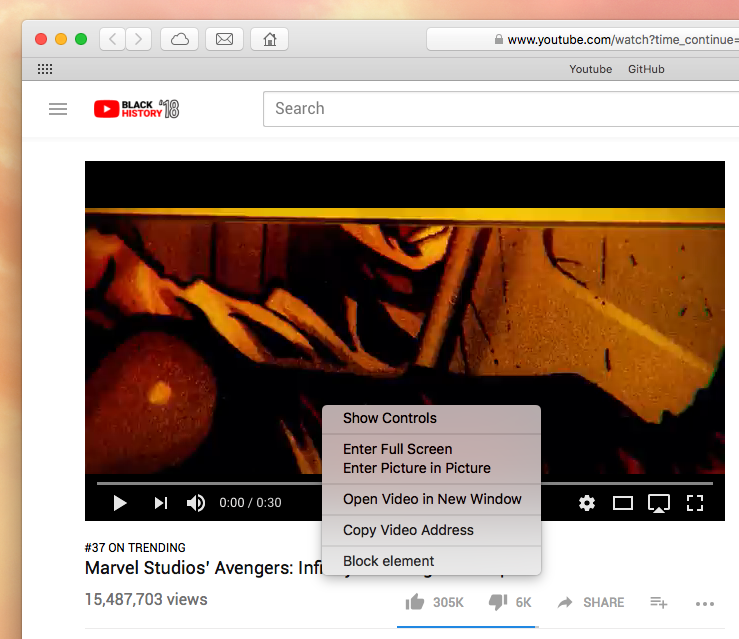 www.youtube.com/watch?time_continue=
Youtube GitHub
BLACK HISTORY '18
Search
Show Controls
Enter Full Screen
Enter Picture in Picture
Open Video in New Window
Copy Video Address
Block element
0:00 / 0:30
#37 ON TRENDING
Marvel Studios' Avengers:
15,487,703 views
305K 6K SHARE